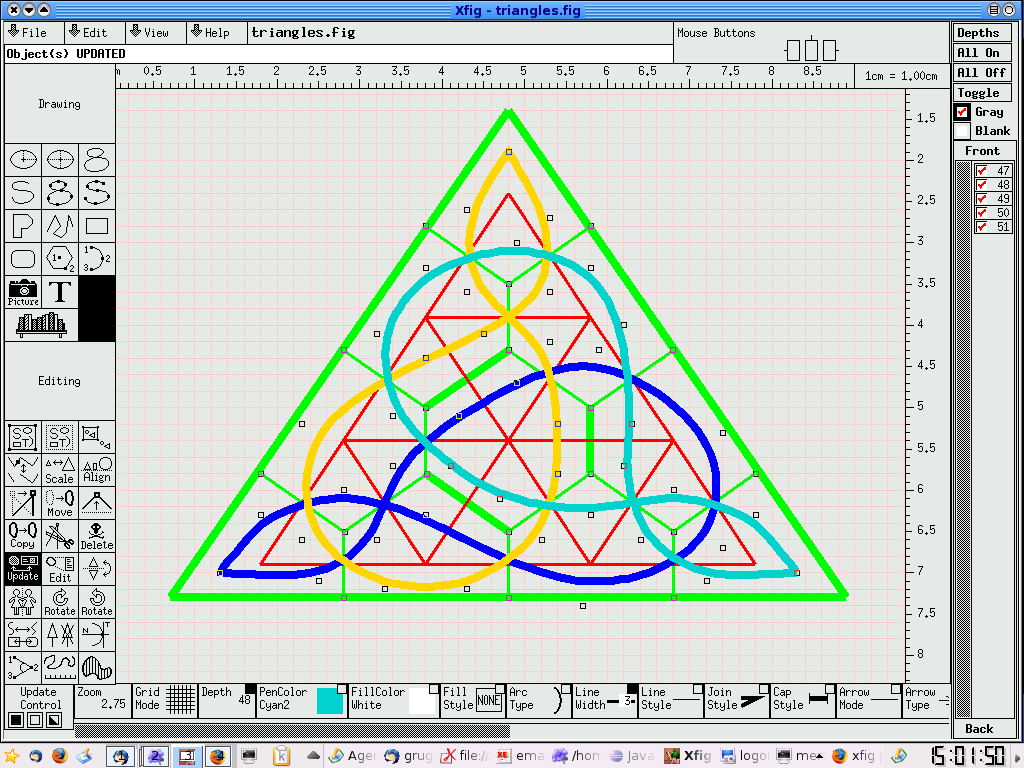 Xfig - triangles.fig
File Edit View Help triangles.fig
Mouse Buttons
Object(s) UPDATED
0.5 1 1.5 2 2.5 3 3.5 4 4.5 5 5.5 6 6.5 7 7.5 8 8.5 1cm = 1.00cm
Depths
All On
All Off
Toggle
Gray
Blank
Front
47
48
49
50
51
Back
Drawing
Picture T
Editing
Scale Align
Move
Copy Delete
Update Edit
Rotate Rotate
1.5
2
2.5
3
3.5
4
4.5
5
5.5
6
6.5
7
7.5
8
Update Control
Zoom 2.75
Grid Mode
Depth 48
PenColor Cyan2
FillColor White
Fill Style NONE
Arc Type
Line Width 3
Line Style
Join Style
Cap Style
Arrow Mode
Arrow Type
Ager grug file:/ ema /hom Java Xfig logo me xfig 15:01:50